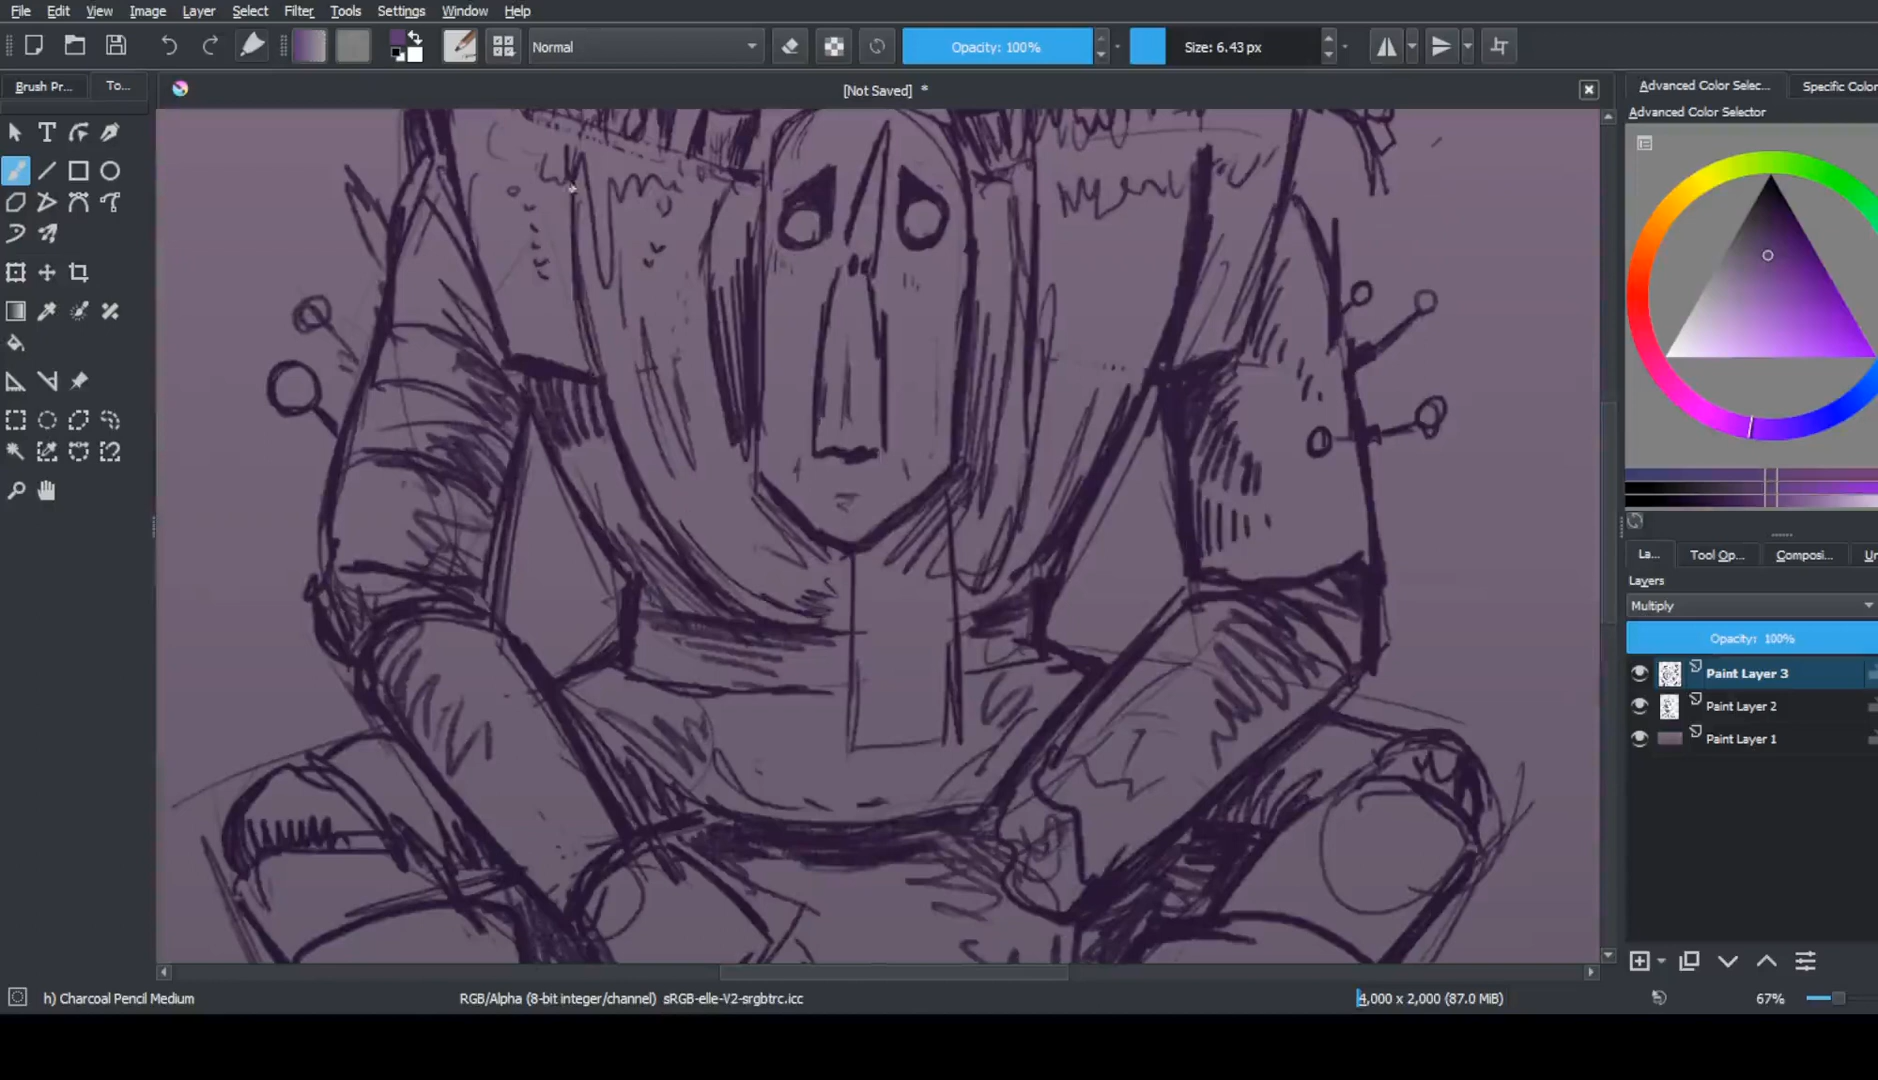 File Edit View Image Layer Select Filter Tools Settings Window Help
Normal Opacity: 100% Size: 6.43 px
Brush Pr... To... [Not Saved] * Advanced Color Selec... Specific Color
Advanced Color Selector
La... Tool Op... Composi... Un
Layers
Multiply
Opacity: 100%
Paint Layer 3
Paint Layer 2
Paint Layer 1
h) Charcoal Pencil Medium RGB/Alpha (8-bit integer/channel) sRGB-elle-V2-srgbtrc.icc 4,000 x 2,000 (87.0 MiB) 67%